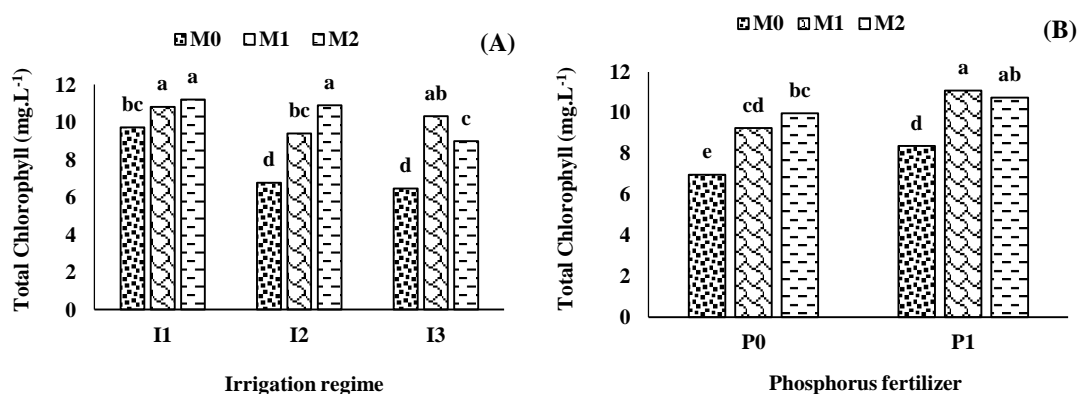 M0 M1 M2
(A)
Total Chlorophyll (mg.L-1)
12
10
8
6
4
2
0
bc a a
d bc a
d ab c
I1 I2 I3
Irrigation regime
M0 M1 M2
(B)
Total Chlorophyll (mg.L-1)
12
10
8
6
4
2
0
e cd bc
d a ab
P0 P1
Phosphorus fertilizer